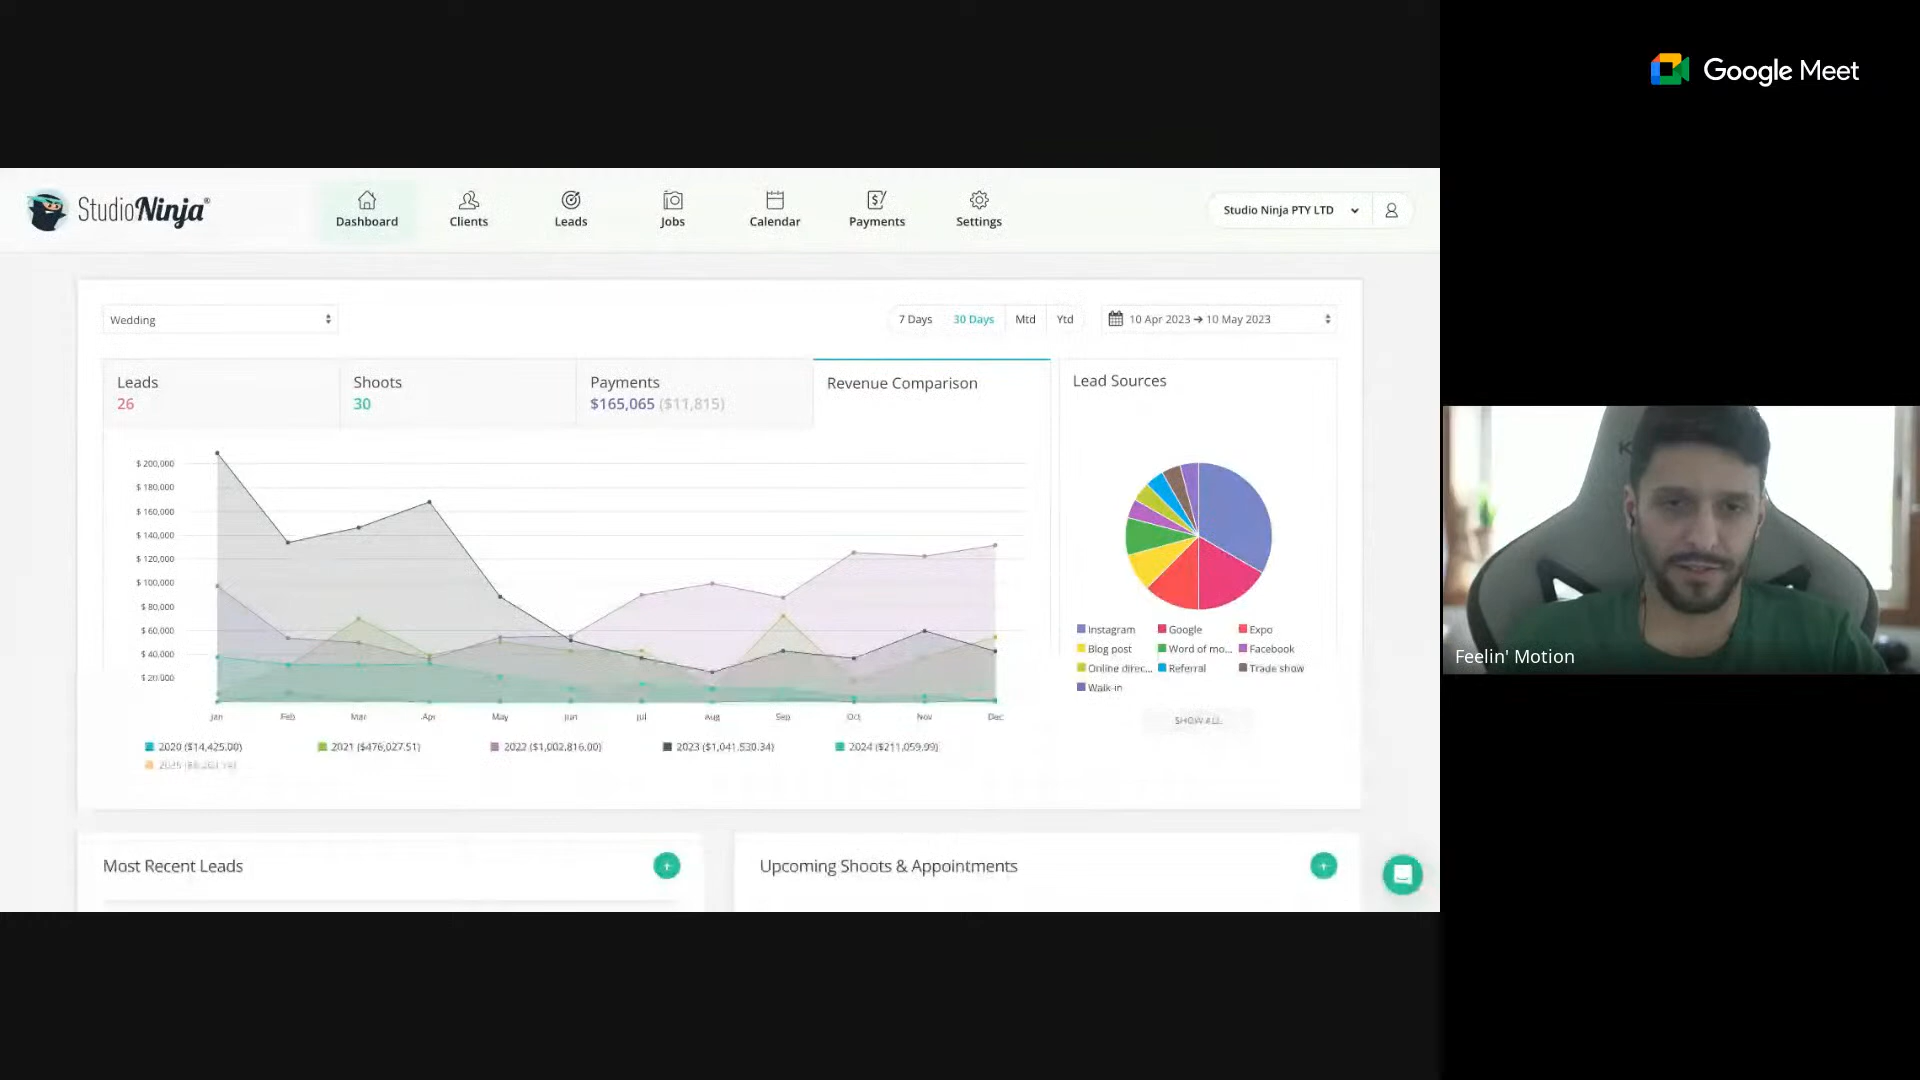 Google Meet
StudioNinja®
Dashboard
Clients
Leads
Jobs
Calendar
Payments
Settings
Studio Ninja PTY LTD
Wedding
7 Days
30 Days
Mtd
Ytd
10 Apr 2023 ➔ 10 May 2023
Leads
26
Shoots
30
Payments
$165,065 ($11,815)
Revenue Comparison
Lead Sources
$ 200,000
$ 180,000
$ 160,000
$ 140,000
$ 120,000
$ 100,000
$ 80,000
$ 60,000
$ 40,000
$ 20,000
Jan Feb Mar Apr May Jun Jul Aug Sep Oct Nov Dec
2020 ($14,425.00)
2021 ($476,027.51)
2022 ($1,002,816.00)
2023 ($1,041,530.34)
2024 ($211,059.99)
Instagram Google Expo
Blog post Word of mo... Facebook
Online direc... Referral Trade show
Walk-in
SHOW ALL
Most Recent Leads
Upcoming Shoots & Appointments
Feelin' Motion